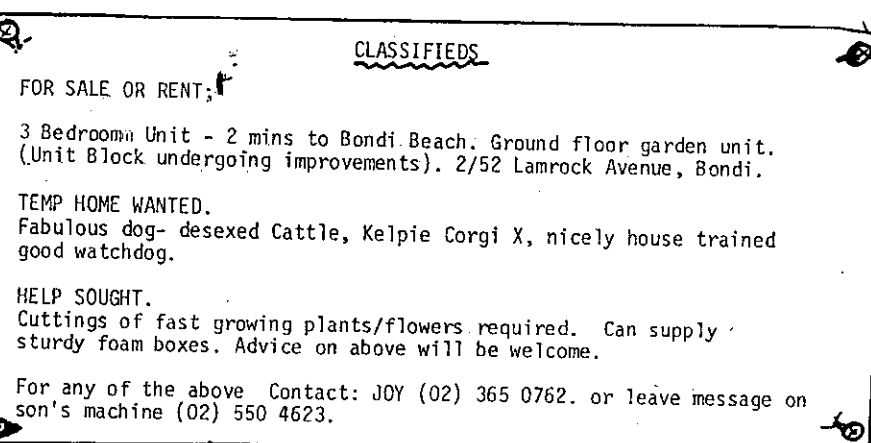 CLASSIFIEDS
FOR SALE OR RENT;
3 Bedroom Unit - 2 mins to Bondi Beach. Ground floor garden unit.
(Unit Block undergoing improvements). 2/52 Lamrock Avenue, Bondi.
TEMP HOME WANTED.
Fabulous dog- desexed Cattle, Kelpie Corgi X, nicely house trained
good watchdog.
HELP SOUGHT.
Cuttings of fast growing plants/flowers required. Can supply
sturdy foam boxes. Advice on above will be welcome.
For any of the above Contact: JOY (02) 365 0762. or leave message on
son's machine (02) 550 4623.